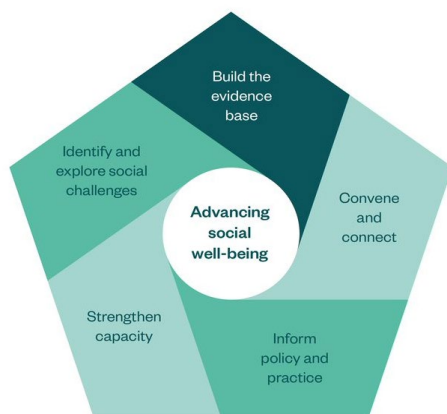 Build the
evidence
base
Identify and
explore social
challenges
Convene
and
connect
Advancing
social
well-being
Strengthen
capacity
Inform
policy and
practice